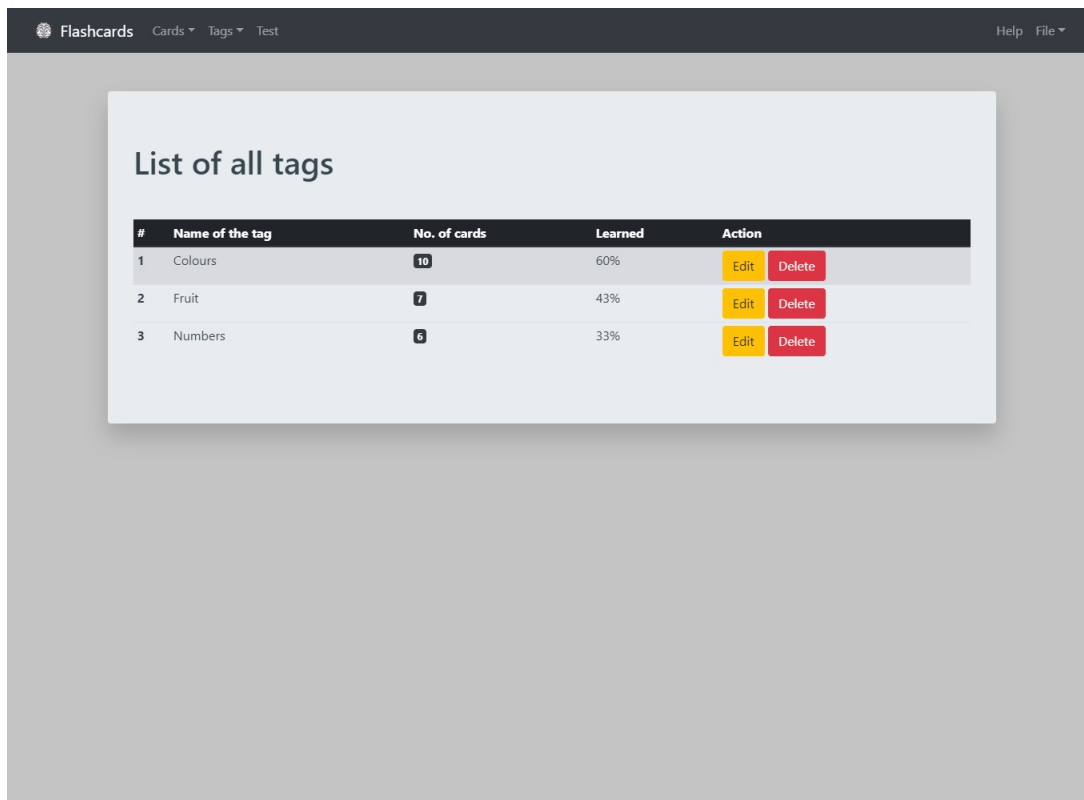 Flashcards Cards Tags Test Help File
List of all tags
# Name of the tag No. of cards Learned Action
1 Colours 10 60% Edit Delete
2 Fruit 7 43% Edit Delete
3 Numbers 6 33% Edit Delete